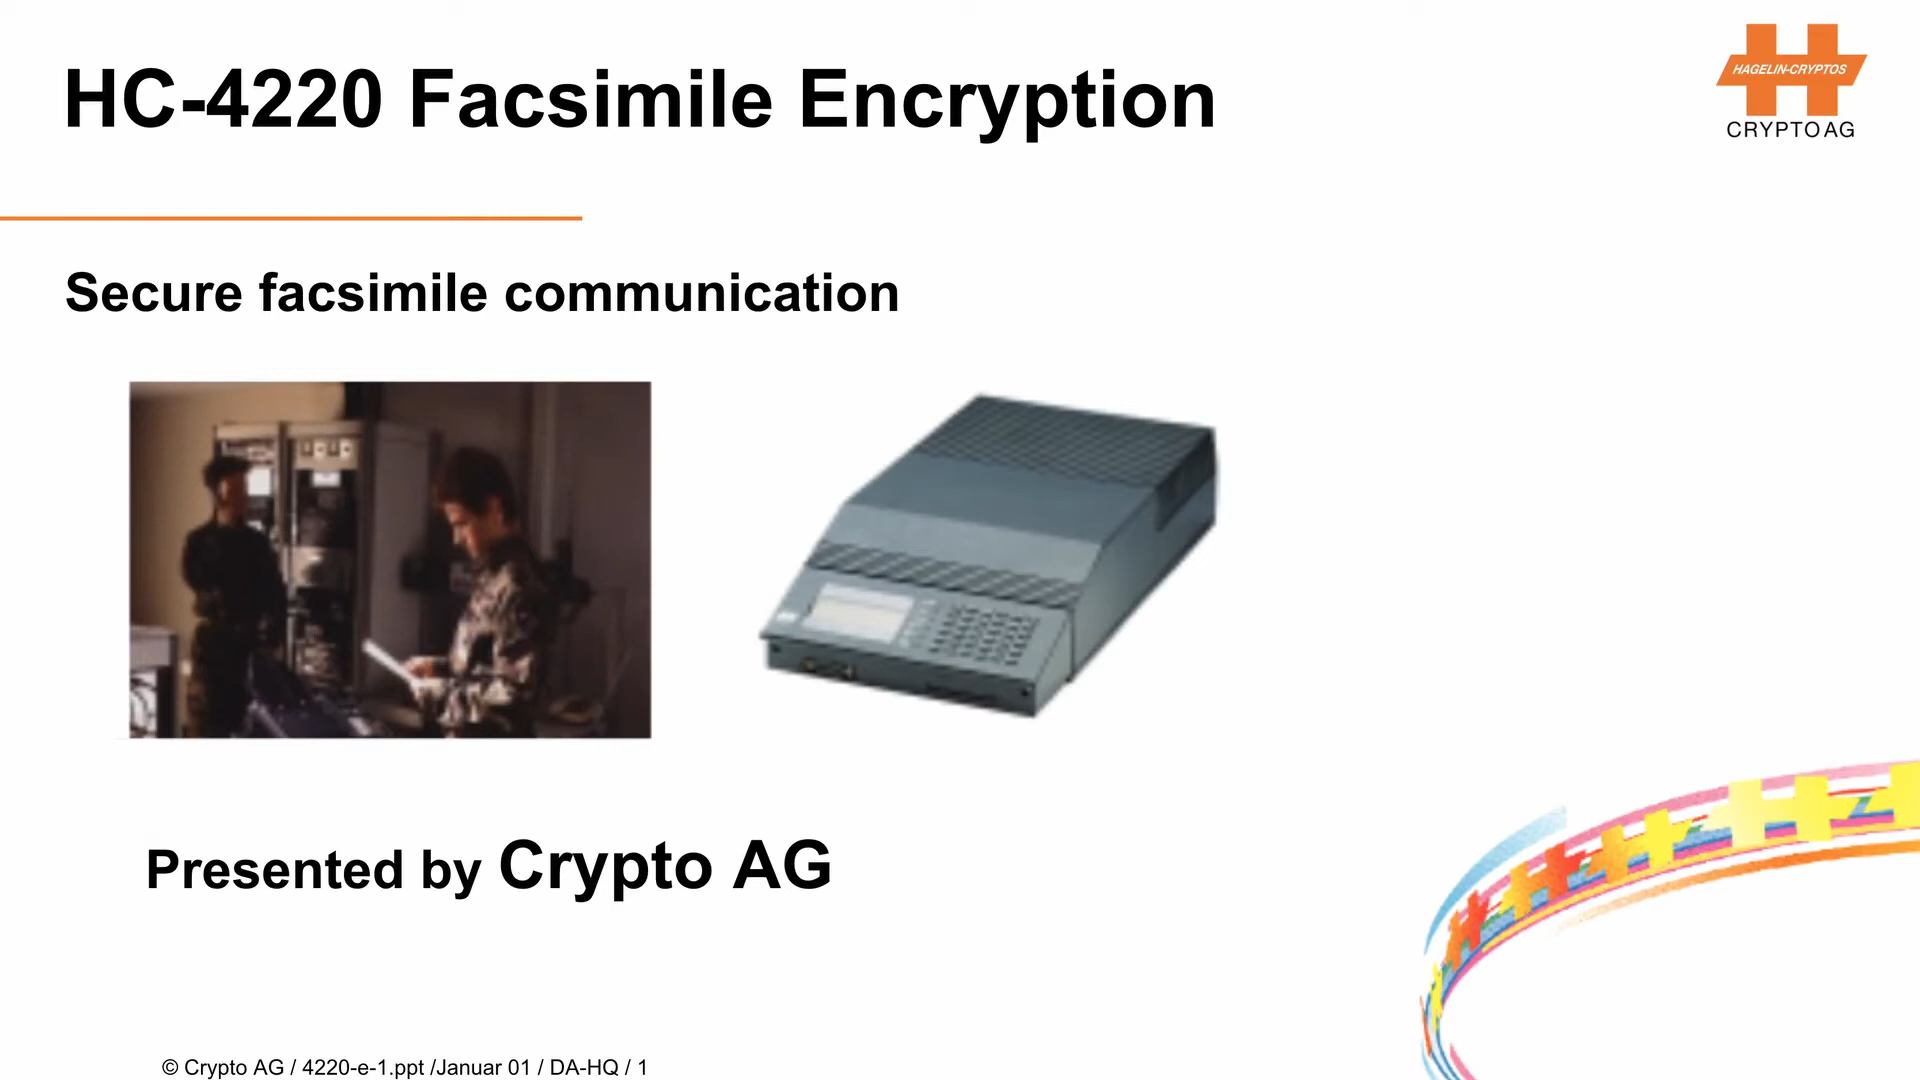 HC-4220 Facsimile Encryption
HAGELIN-CRYPTOS
CRYPTO AG
Secure facsimile communication
Presented by Crypto AG
© Crypto AG / 4220-e-1.ppt /Januar 01 / DA-HQ / 1